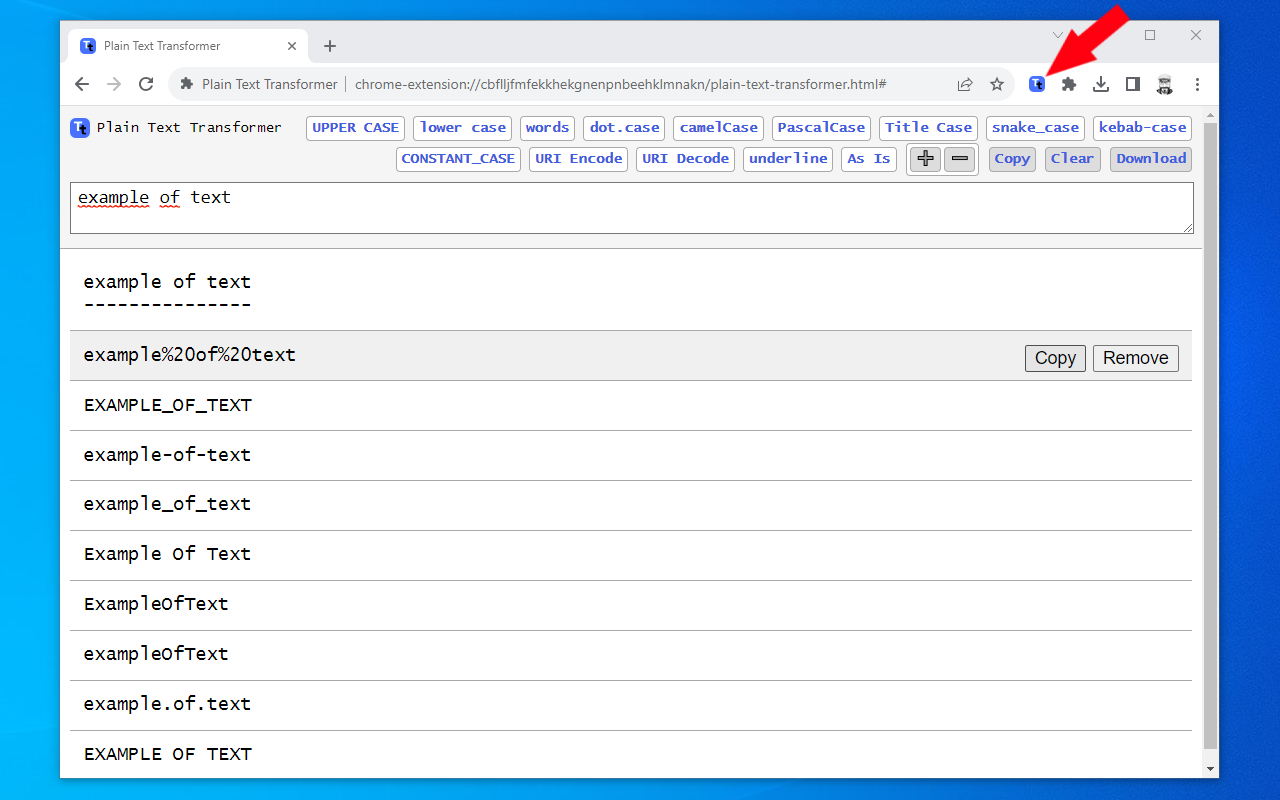 Plain Text Transformer
Plain Text Transformer chrome-extension://cbflljfmfekkhekgnenpnbeehklmnakn/plain-text-transformer.html#
Tt Plain Text Transformer UPPER CASE lower case words dot.case camelCase PascalCase Title Case snake_case kebab-case
CONSTANT_CASE URI Encode URI Decode underline As Is + − Copy Clear Download
example of text
example of text
---------------
example%20of%20text Copy Remove
EXAMPLE_OF_TEXT
example-of-text
example_of_text
Example Of Text
ExampleOfText
exampleOfText
example.of.text
EXAMPLE OF TEXT